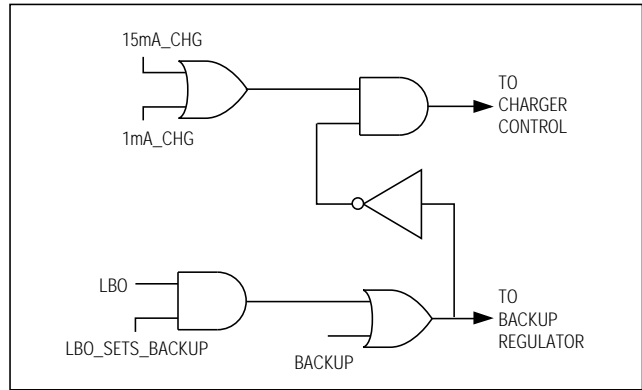 15mA_CHG
1mA_CHG
TO
CHARGER
CONTROL
LBO
LBO_SETS_BACKUP
BACKUP
TO
BACKUP
REGULATOR